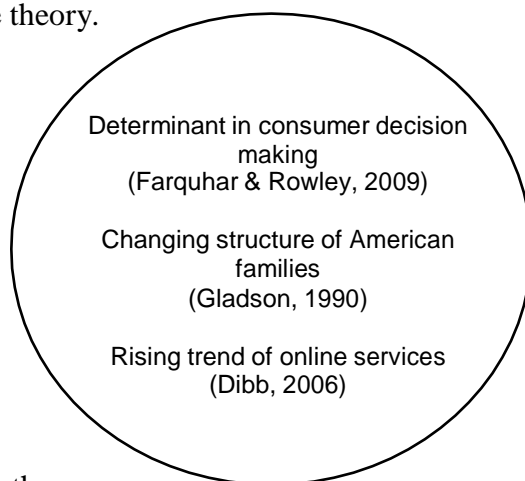 theory.
Determinant in consumer decision
making
(Farquhar & Rowley, 2009)
Changing structure of American
families
(Gladson, 1990)
Rising trend of online services
(Dibb, 2006)